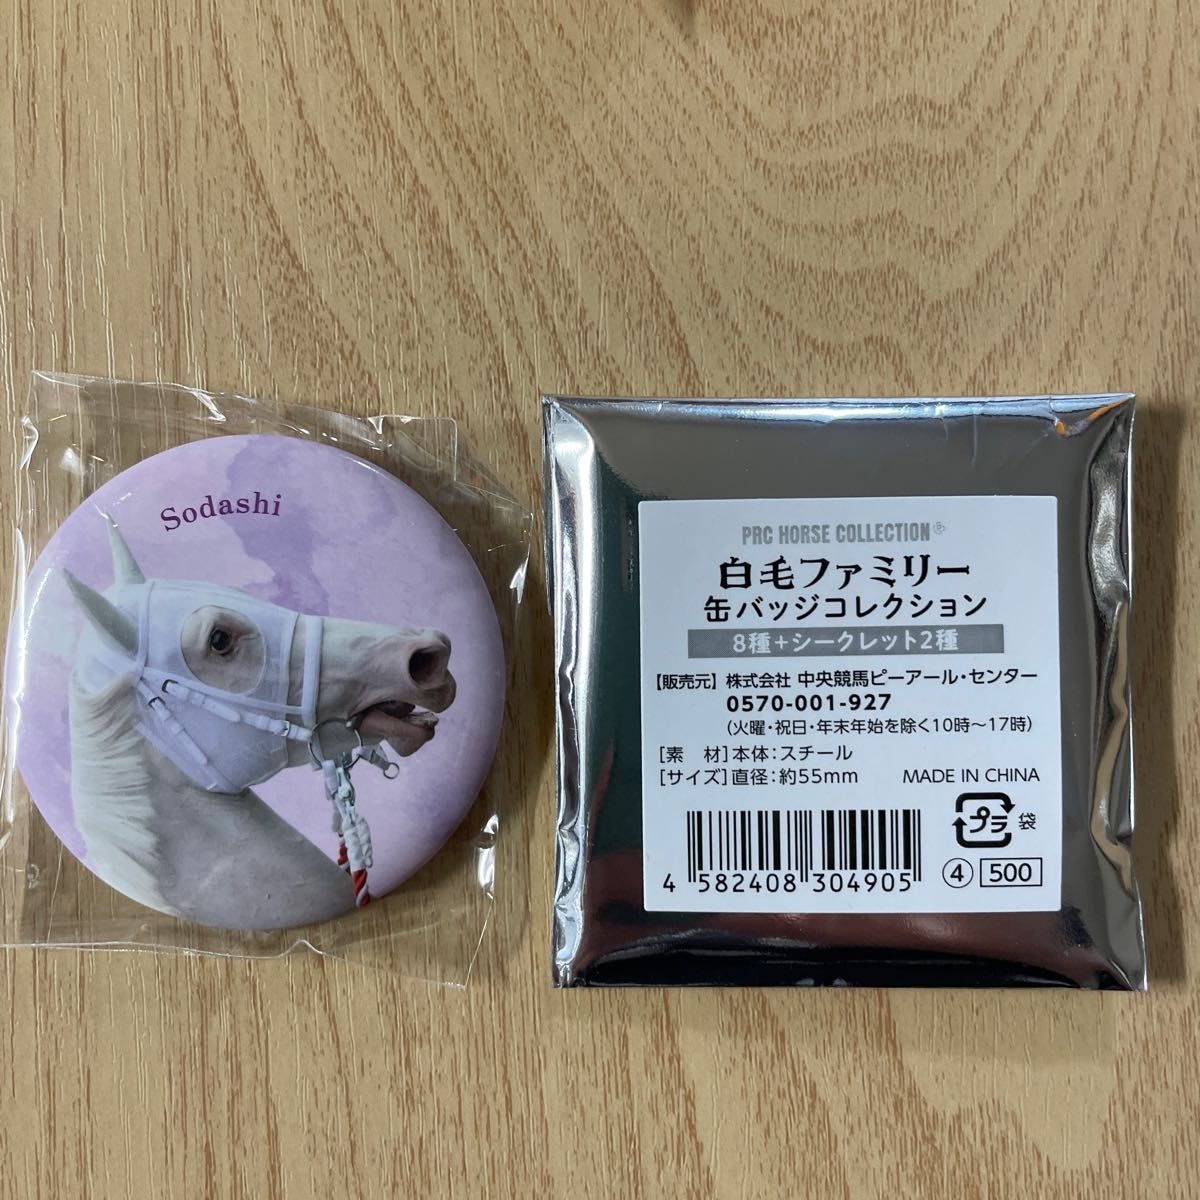 Sodashi
PRC HORSE COLLECTION
白毛ファミリー
缶バッジコレクション
8種+シークレット2種
【販売元】株式会社 中央競馬ピーアール・センター
0570-001-927
(火曜・祝日・年末年始を除く10時〜17時)
[素　材]本体：スチール
[サイズ]直径：約55mm MADE IN CHINA
プラ 袋
4 582408 304905 ④ 500